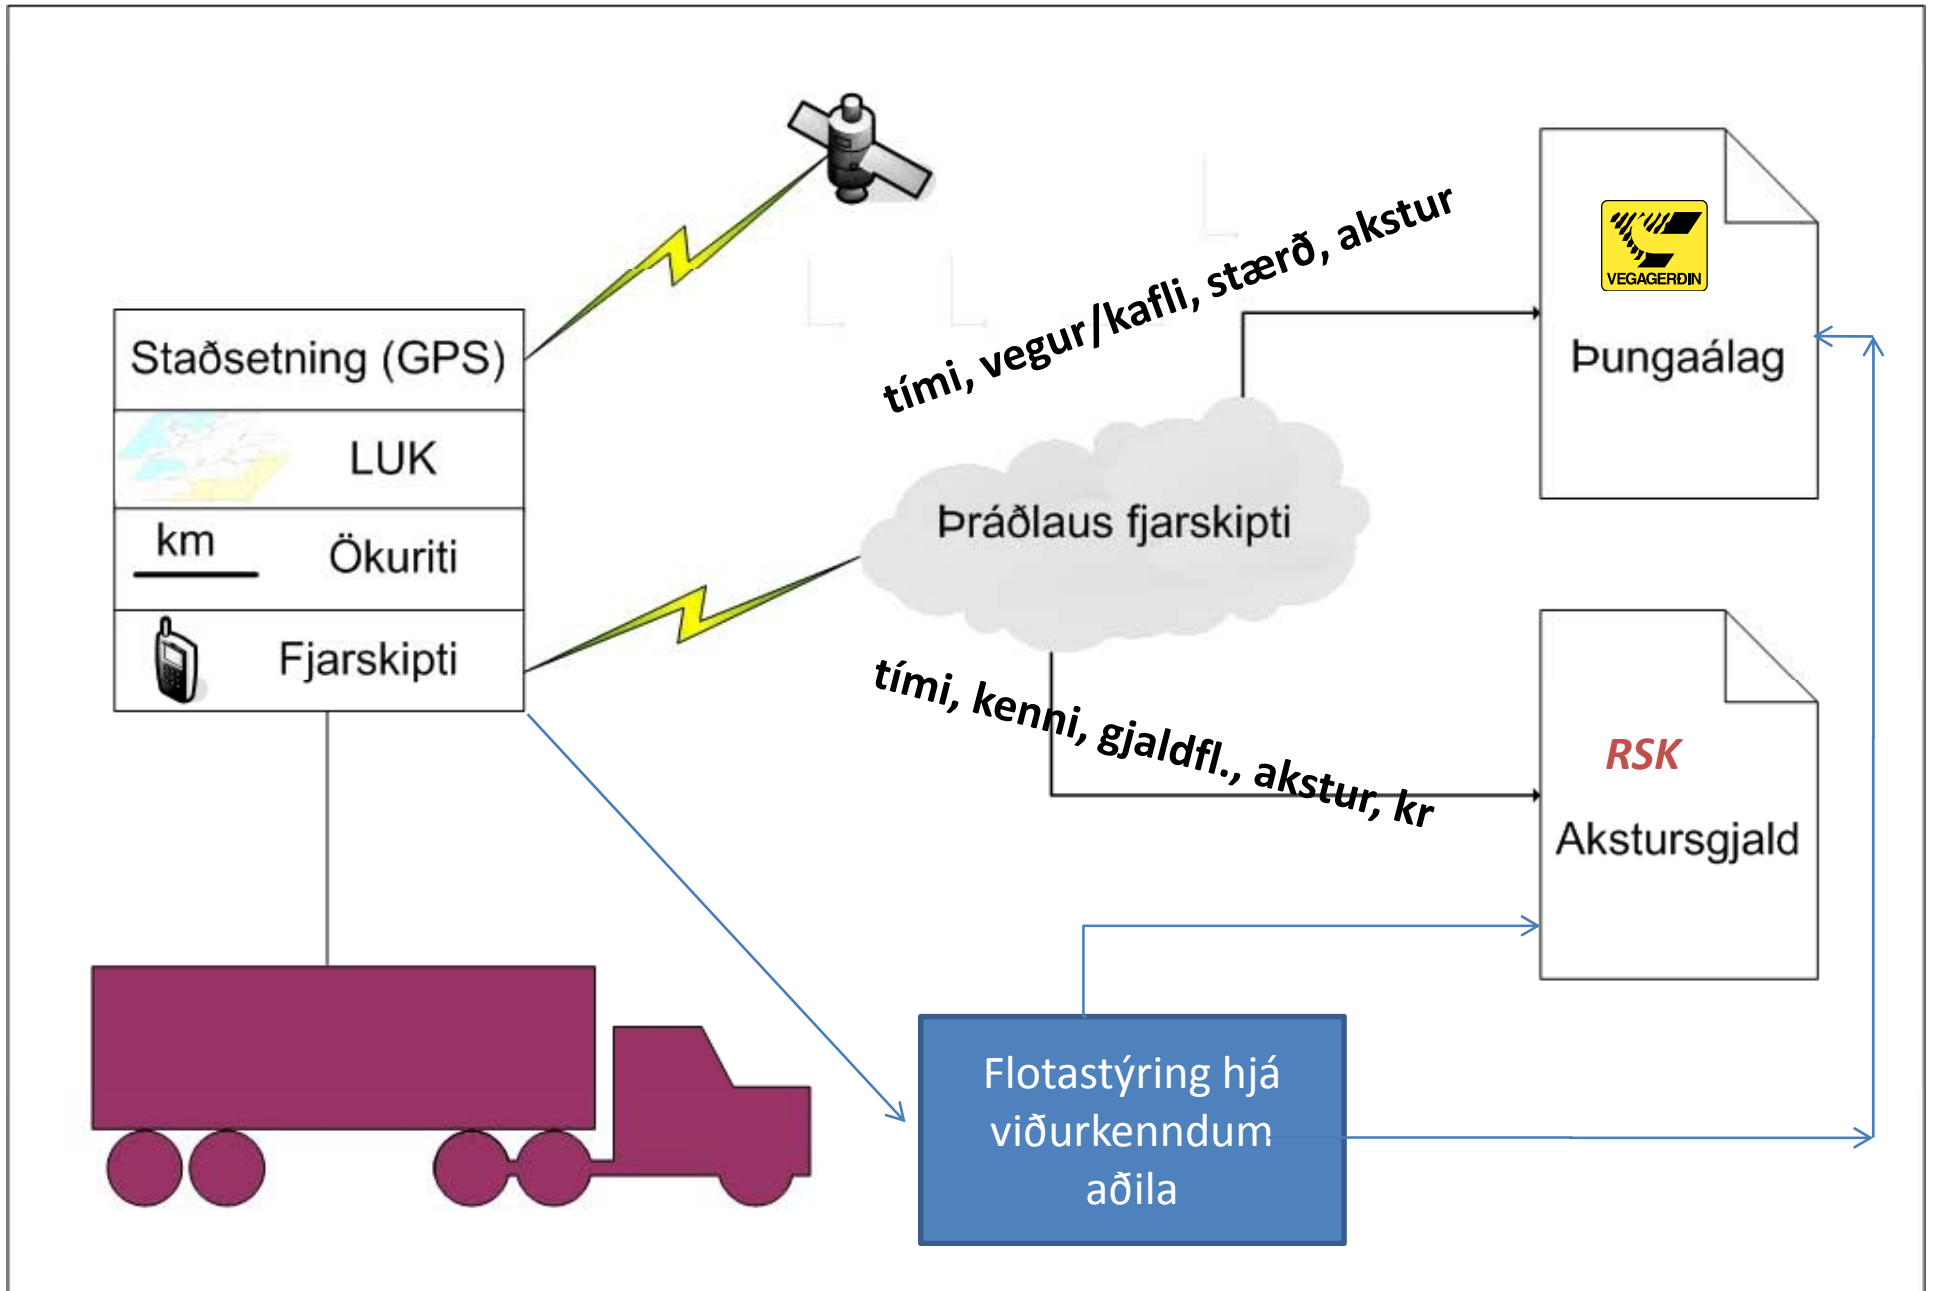 Staðsetning (GPS)
LUK
km
Ökuriti
Fjarskipti
tími, vegur/kafli, stærð, akstur
Þráðlaus fjarskipti
tími, kenni, gjaldfl., akstur, kr
VEGAGERÐIN
Þungaálag
RSK
Akstursgjald
Flotastýring hjá
viðurkenndum
aðila